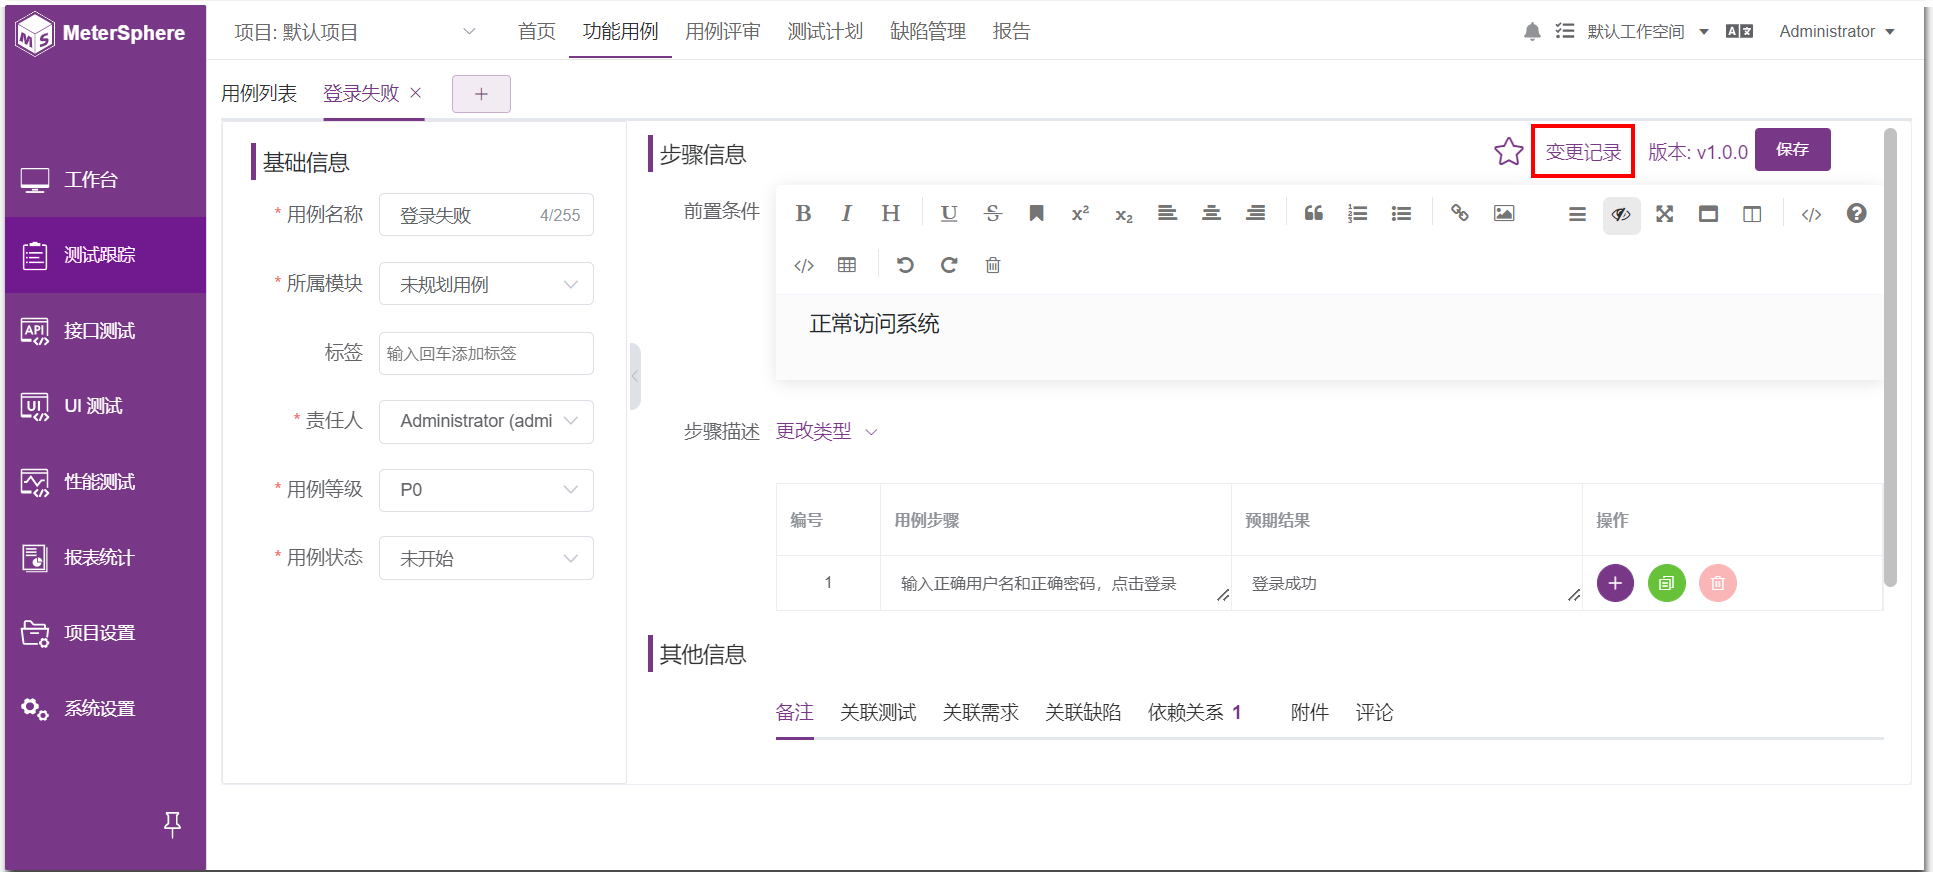 MeterSphere
项目: 默认项目
首页
功能用例
用例评审
测试计划
缺陷管理
报告
默认工作空间
Administrator
工作台
测试跟踪
接口测试
UI 测试
性能测试
报表统计
项目设置
系统设置
用例列表
登录失败
基础信息
* 用例名称
登录失败 4/255
* 所属模块
未规划用例
标签
输入回车添加标签
* 责任人
Administrator (admi
* 用例等级
P0
* 用例状态
未开始
步骤信息
变更记录
版本: v1.0.0
保存
前置条件
正常访问系统
步骤描述
更改类型
编号 用例步骤 预期结果 操作
1 输入正确用户名和正确密码，点击登录 登录成功
其他信息
备注 关联测试 关联需求 关联缺陷 依赖关系 1 附件 评论